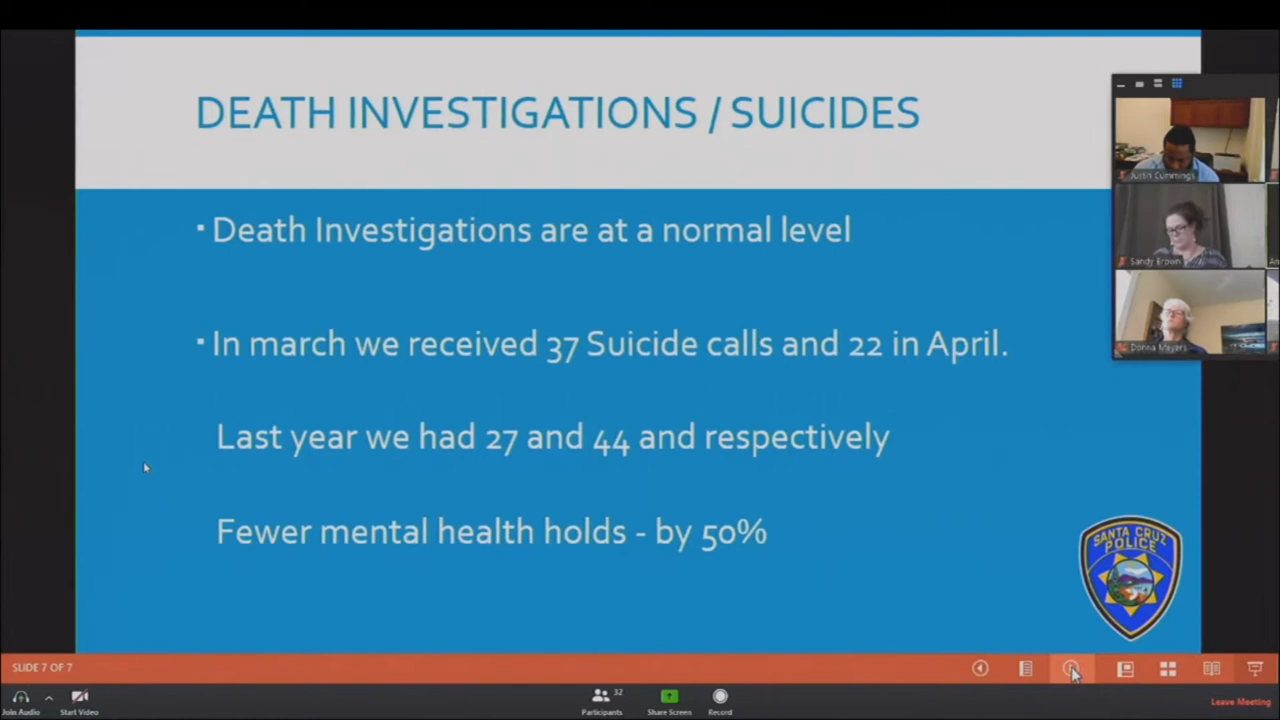 DEATH INVESTIGATIONS / SUICIDES
▪ Death Investigations are at a normal level
▪ In march we received 37 Suicide calls and 22 in April.
Last year we had 27 and 44 and respectively
Fewer mental health holds - by 50%
Justin Cummings
Sandy Brown
Donna Meyers
SANTA CRUZ
POLICE
SLIDE 7 OF 7
Join Audio
Start Video
32
Participants
Share Screen
Record
Leave Meeting